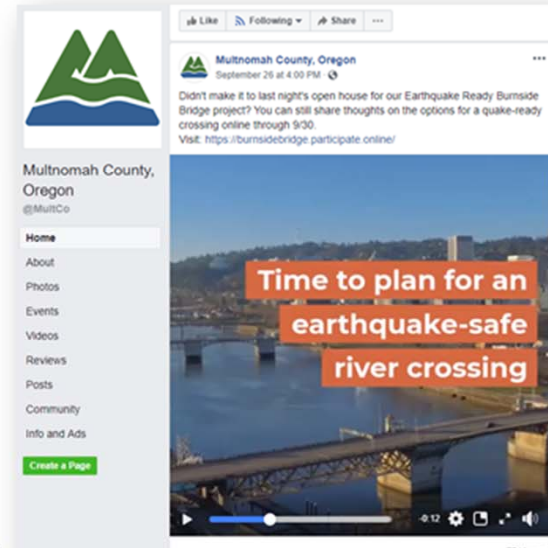 Like
Following
Share
Multnomah County, Oregon
September 26 at 4:00 PM ·
Didn't make it to last night's open house for our Earthquake Ready Burnside
Bridge project? You can still share thoughts on the options for a quake-ready
crossing online through 9/30.
Visit: https://burnsidebridge.participate.online/
Multnomah County,
Oregon
@MultCo
Home
About
Photos
Events
Videos
Reviews
Posts
Community
Info and Ads
Create a Page
Time to plan for an
earthquake-safe
river crossing
-0:12